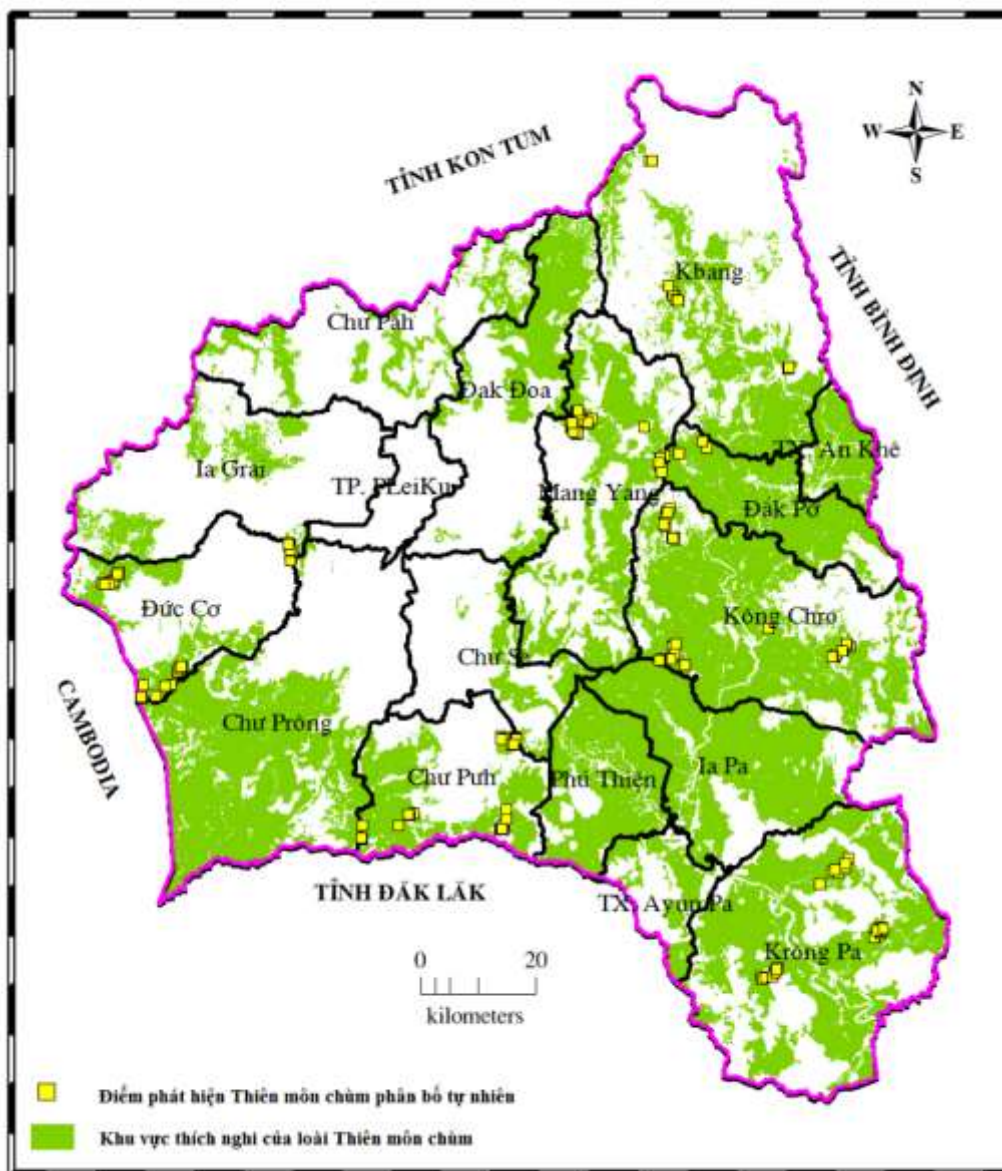 N
W E
S
TỈNH KON TUM
TỈNH BÌNH ĐỊNH
Kbang
Chư Păh
Đak Đoa
TX. An Khê
Ia Grai
TP. PLeiKu
Mang Yang
Đăk Pơ
Đức Cơ
Kông Chro
Chư Sê
CAMBODIA
Chư Prông
Ia Pa
Chư Pưh
Phú Thiện
TỈNH ĐĂK LĂK
TX. Ayun Pa
Krông Pa
0 20
kilometers
Điểm phát hiện Thiên môn chùm phân bố tự nhiên
Khu vực thích nghi của loài Thiên môn chùm